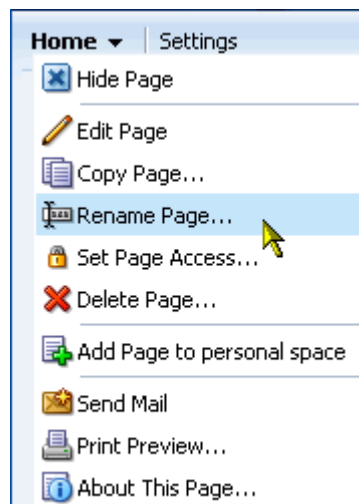 Home Settings
Hide Page
Edit Page
Copy Page...
Rename Page...
Set Page Access...
Delete Page...
Add Page to personal space
Send Mail
Print Preview...
About This Page...